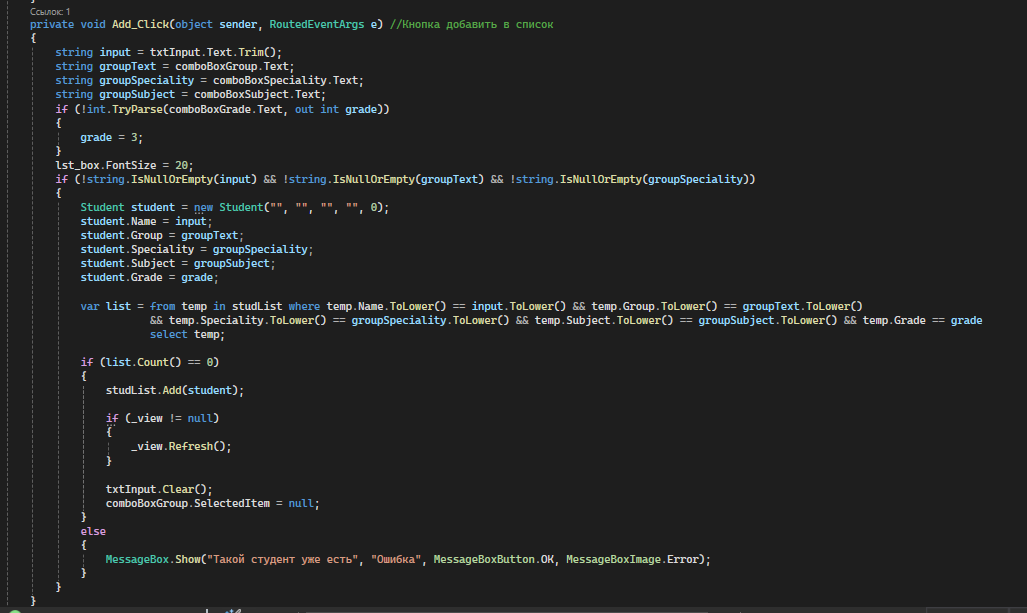 Ссылок: 1
private void Add_Click(object sender, RoutedEventArgs e) //Кнопка добавить в список
{
string input = txtInput.Text.Trim();
string groupText = comboBoxGroup.Text;
string groupSpeciality = comboBoxSpeciality.Text;
string groupSubject = comboBoxSubject.Text;
if (!int.TryParse(comboBoxGrade.Text, out int grade))
{
grade = 3;
}
lst_box.FontSize = 20;
if (!string.IsNullOrEmpty(input) && !string.IsNullOrEmpty(groupText) && !string.IsNullOrEmpty(groupSpeciality))
{
Student student = new Student("", "", "", "", 0);
student.Name = input;
student.Group = groupText;
student.Speciality = groupSpeciality;
student.Subject = groupSubject;
student.Grade = grade;
var list = from temp in studList where temp.Name.ToLower() == input.ToLower() && temp.Group.ToLower() == groupText.ToLower()
&& temp.Speciality.ToLower() == groupSpeciality.ToLower() && temp.Subject.ToLower() == groupSubject.ToLower() && temp.Grade == grade
select temp;
if (list.Count() == 0)
{
studList.Add(student);
if (_view != null)
{
_view.Refresh();
}
txtInput.Clear();
comboBoxGroup.SelectedItem = null;
}
else
{
MessageBox.Show("Такой студент уже есть", "Ошибка", MessageBoxButton.OK, MessageBoxImage.Error);
}
}
}